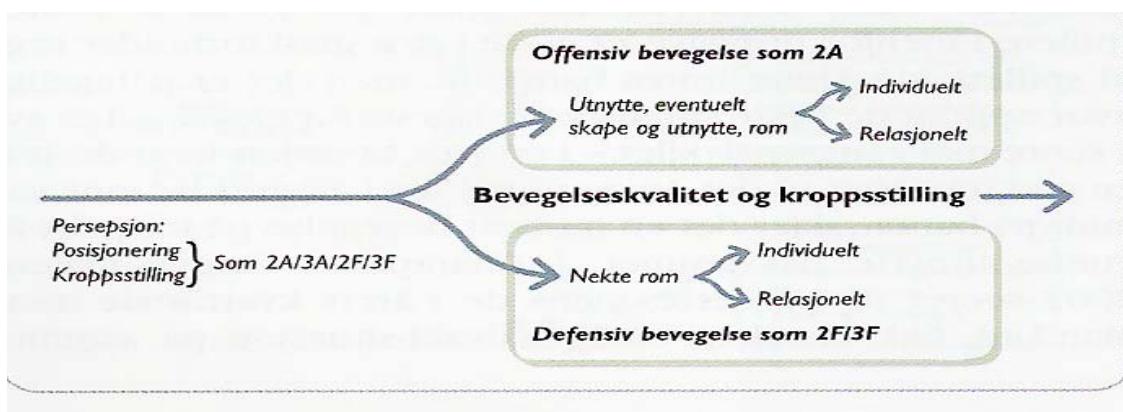 Offensiv bevegelse som 2A
Utnytte, eventuelt
skape og utnytte, rom
Individuelt
Relasjonelt
Bevegelseskvalitet og kroppsstilling
Persepsjon:
Posisjonering
Kroppsstilling
Som 2A/3A/2F/3F
Nekte rom
Individuelt
Relasjonelt
Defensiv bevegelse som 2F/3F